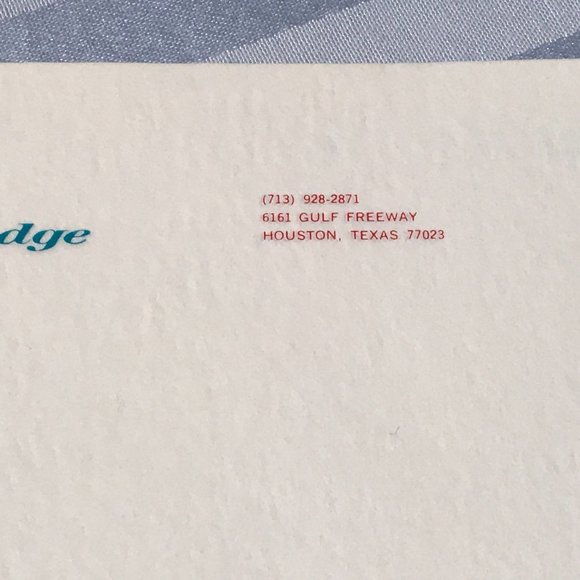 (713) 928-2871
6161 GULF FREEWAY
dge
HOUSTON, TEXAS 77023